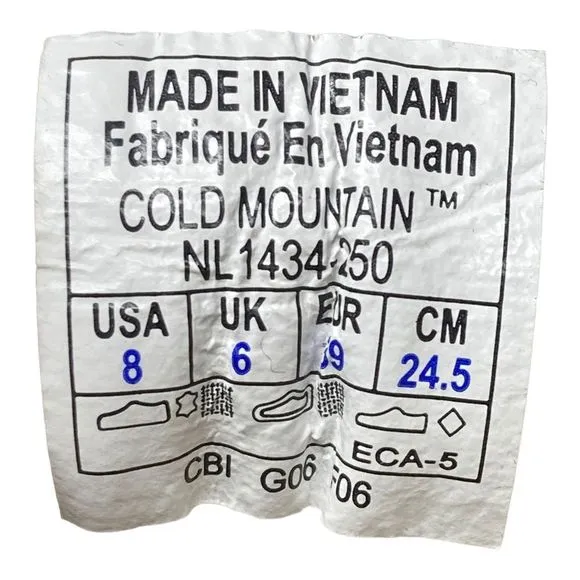 MADE IN VIETNAM
Fabriqué En Vietnam
COLD MOUNTAIN ™
NL1434-250
USA UK EUR CM
8 6 39 24.5
ECA-5
CBI G06 F06